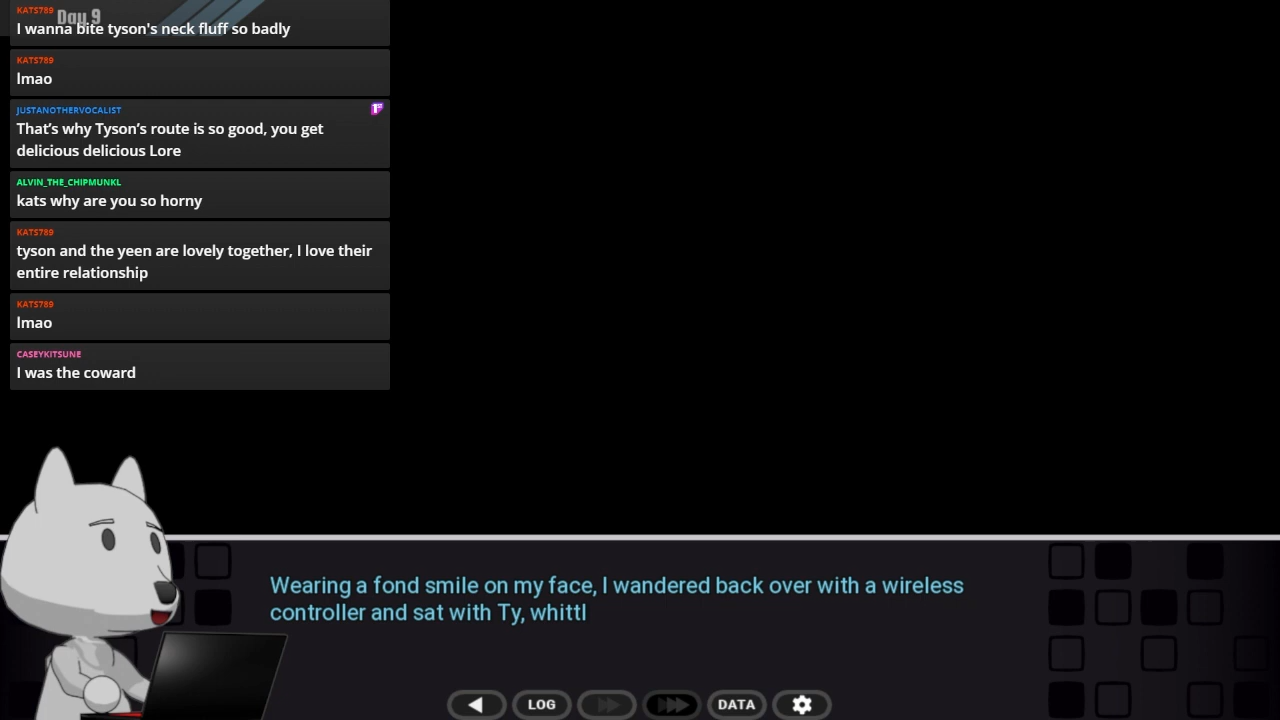 Day 9
KATS789
I wanna bite tyson's neck fluff so badly
KATS789
lmao
JUSTANOTHERVOCALIST
That’s why Tyson’s route is so good, you get
delicious delicious Lore
ALVIN_THE_CHIPMUNKL
kats why are you so horny
KATS789
tyson and the yeen are lovely together, I love their
entire relationship
KATS789
lmao
CASEYKITSUNE
I was the coward
Wearing a fond smile on my face, I wandered back over with a wireless
controller and sat with Ty, whittl
LOG
DATA